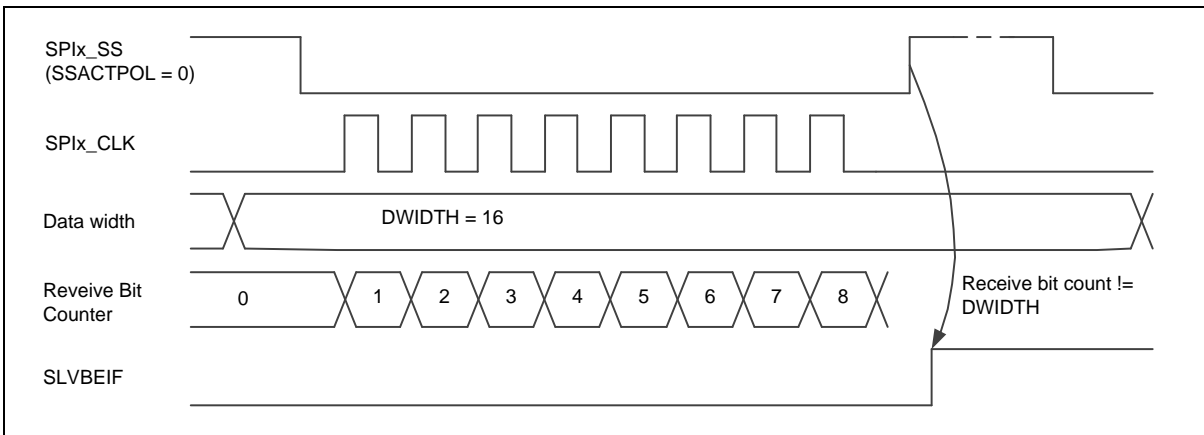 SPIx_SS
(SSACTPOL = 0)
SPIx_CLK
Data width
DWIDTH = 16
Reveive Bit
Counter
0
1
2
3
4
5
6
7
8
Receive bit count !=
DWIDTH
SLVBEIF